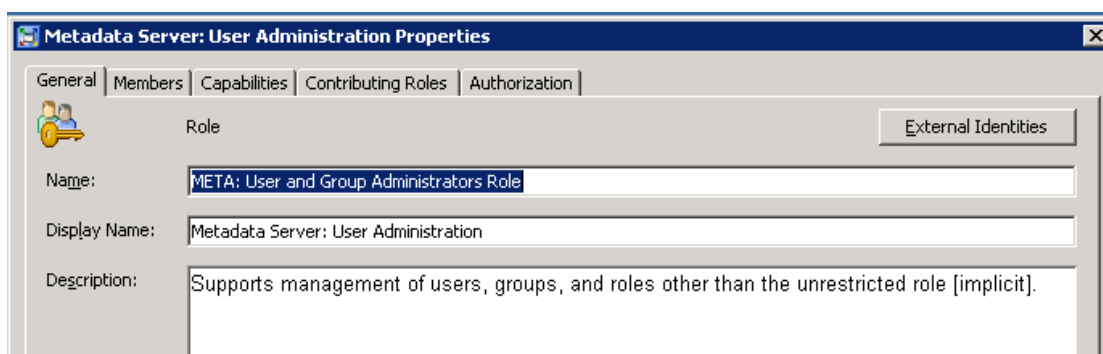 Metadata Server: User Administration Properties
General Members Capabilities Contributing Roles Authorization
Role External Identities
Name: META: User and Group Administrators Role
Display Name: Metadata Server: User Administration
Description: Supports management of users, groups, and roles other than the unrestricted role [implicit].